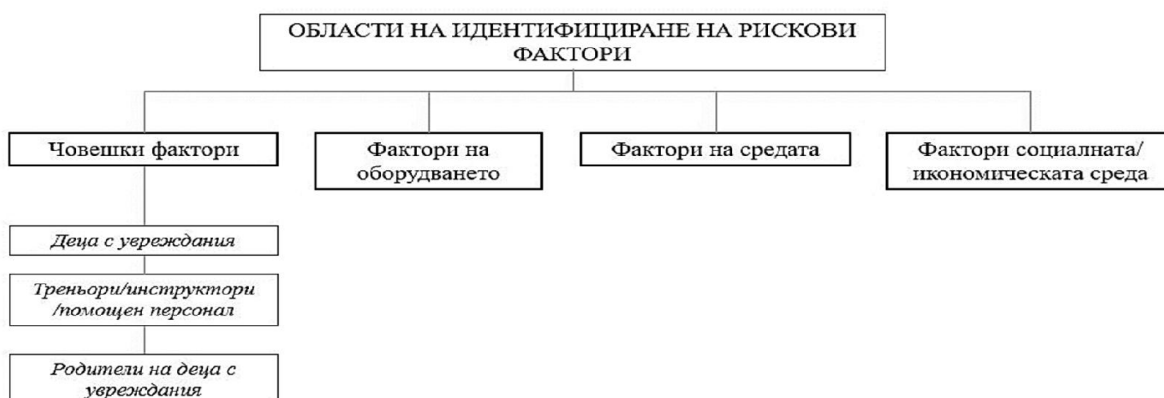 ОБЛАСТИ НА ИДЕНТИФИЦИРАНЕ НА РИСКОВИ
ФАКТОРИ
Човешки фактори
Фактори на
оборудването
Фактори на средата
Фактори социалната/
икономическата среда
Деца с увреждания
Треньори/инструктори
/помощен персонал
Родители на деца с
увреждания